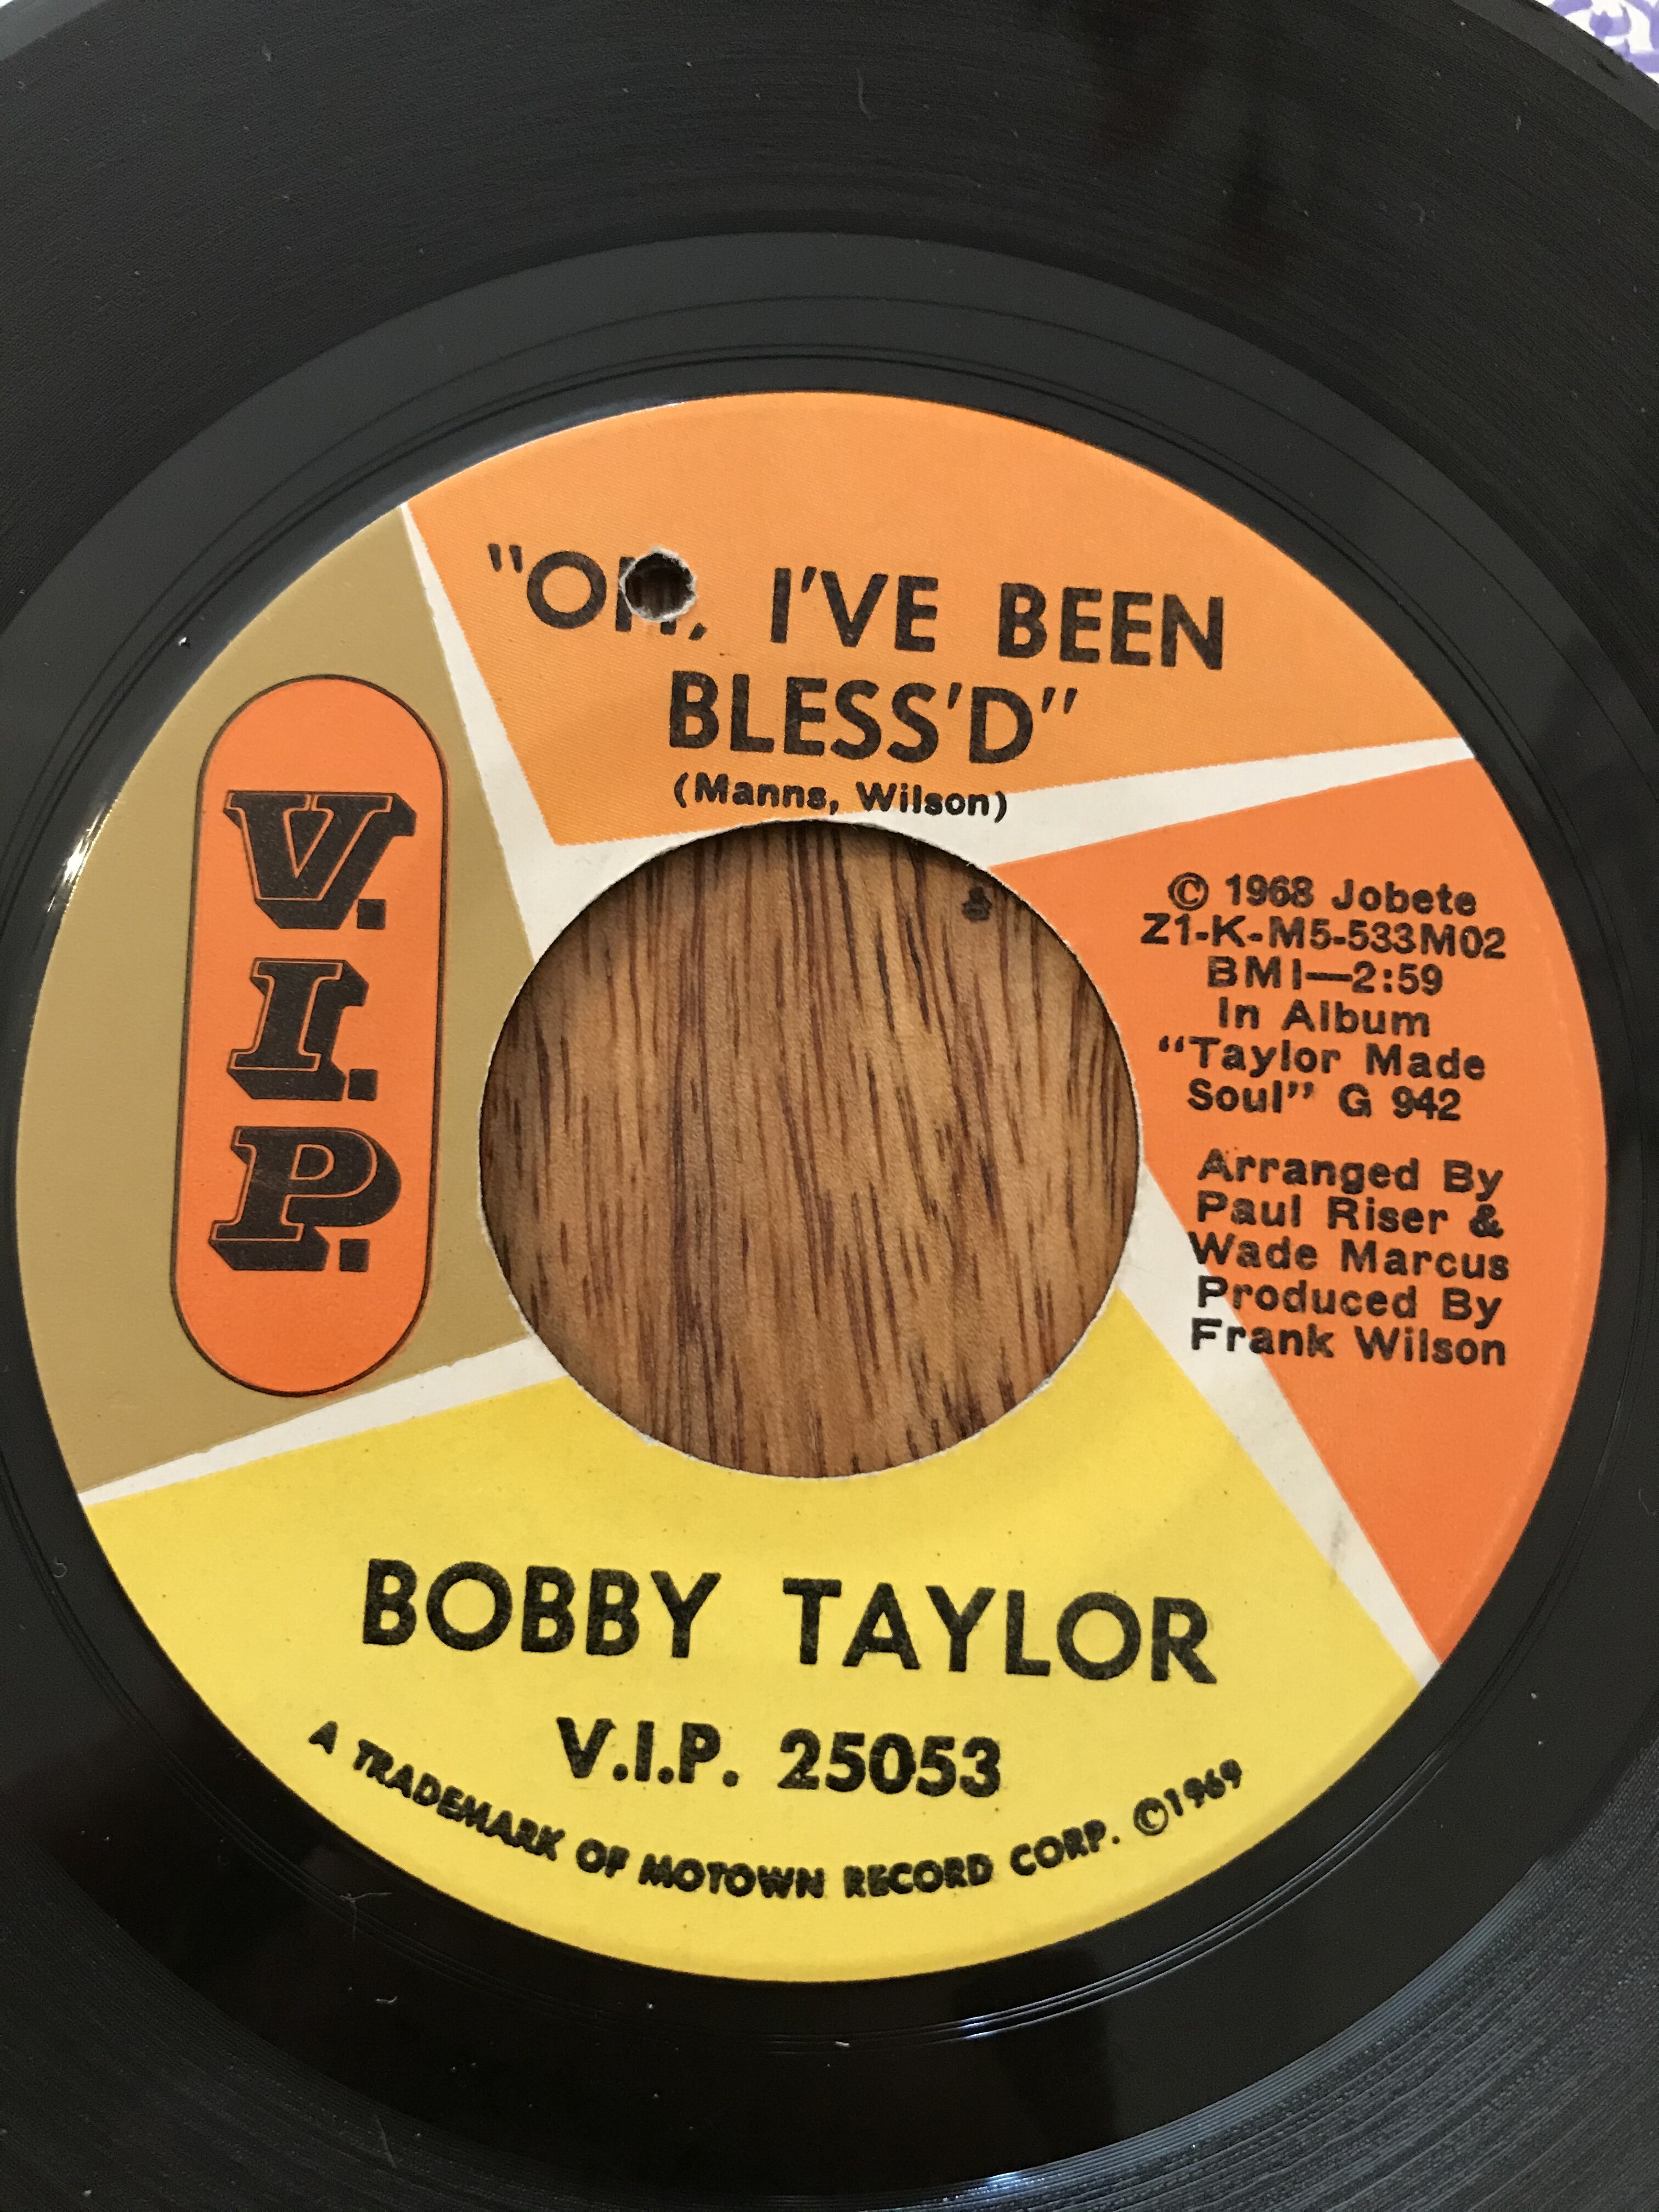 "OH, I'VE BEEN
BLESS'D"
(Manns, Wilson)
V.I.P.
© 1968 Jobete
Z1-K-M5-533M02
BMI—2:59
In Album
“Taylor Made
Soul” G 942
Arranged By
Paul Riser &
Wade Marcus
Produced By
Frank Wilson
BOBBY TAYLOR
V.I.P. 25053
A TRADEMARK OF MOTOWN RECORD CORP. ©1969